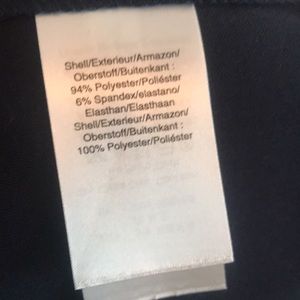 Shell/Exterieur/Armazon/
Oberstoff/Buitenkant :
94% Polyester/Poliéster
6% Spandex/elastano/
Elasthan/Elasthaan
Shell/Exterieur/Armazon/
Oberstoff/Buitenkant :
100% Polyester/Poliéster